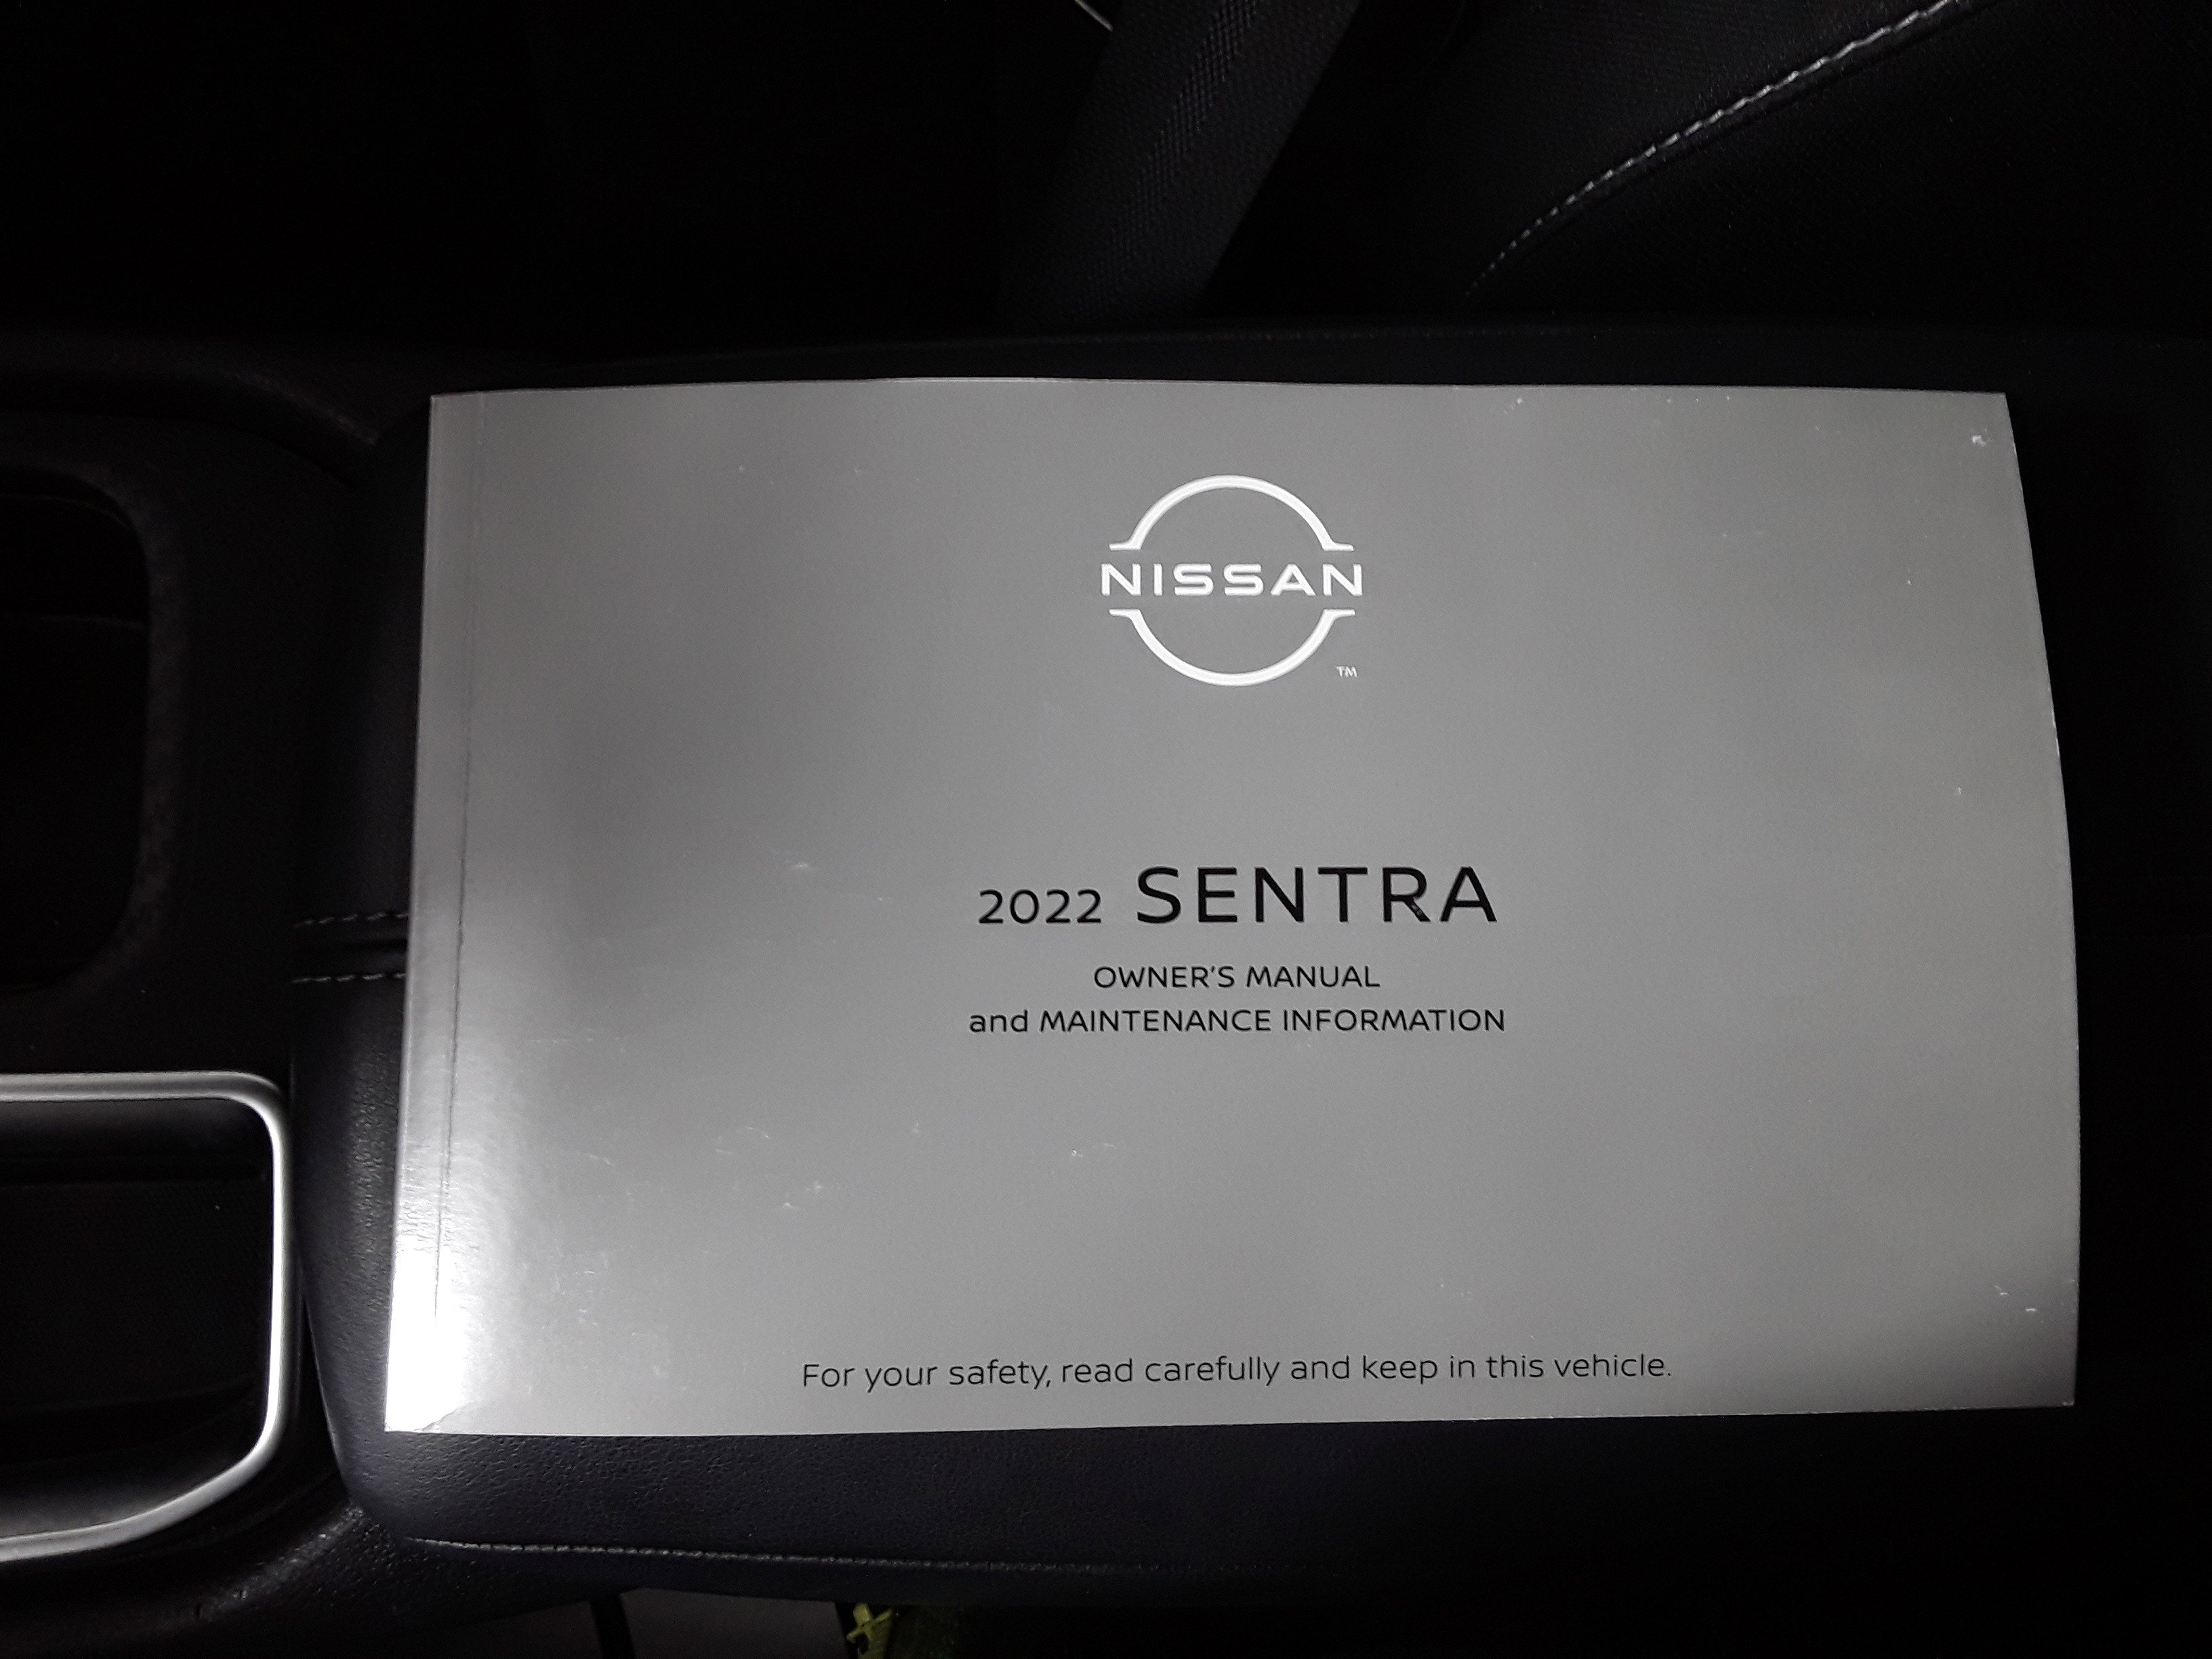 NISSAN
TM
2022 SENTRA
OWNER'S MANUAL
and MAINTENANCE INFORMATION
For your safety, read carefully and keep in this vehicle.